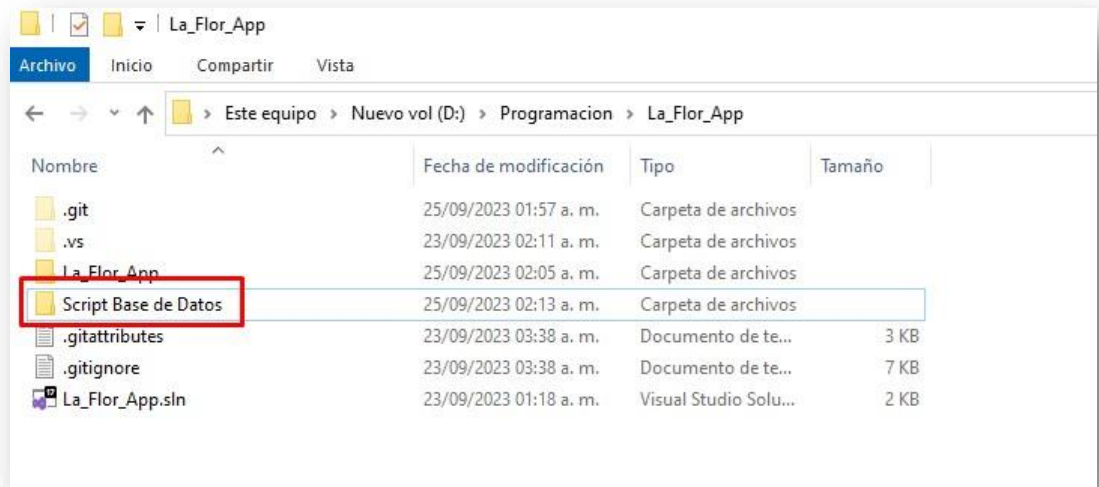 La_Flor_App
Archivo Inicio Compartir Vista
Este equipo > Nuevo vol (D:) > Programacion > La_Flor_App
Nombre Fecha de modificación Tipo Tamaño
.git 25/09/2023 01:57 a. m. Carpeta de archivos
.vs 23/09/2023 02:11 a. m. Carpeta de archivos
La_Flor_App 25/09/2023 02:05 a. m. Carpeta de archivos
Script Base de Datos 25/09/2023 02:13 a. m. Carpeta de archivos
.gitattributes 23/09/2023 03:38 a. m. Documento de te... 3 KB
.gitignore 23/09/2023 03:38 a. m. Documento de te... 7 KB
La_Flor_App.sln 23/09/2023 01:18 a. m. Visual Studio Solu... 2 KB